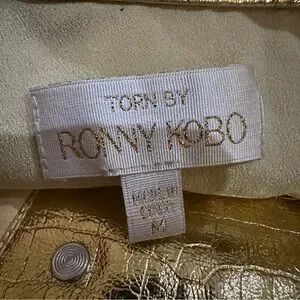 TORN BY
RONNY KOBO
MADE IN
CHINA
M